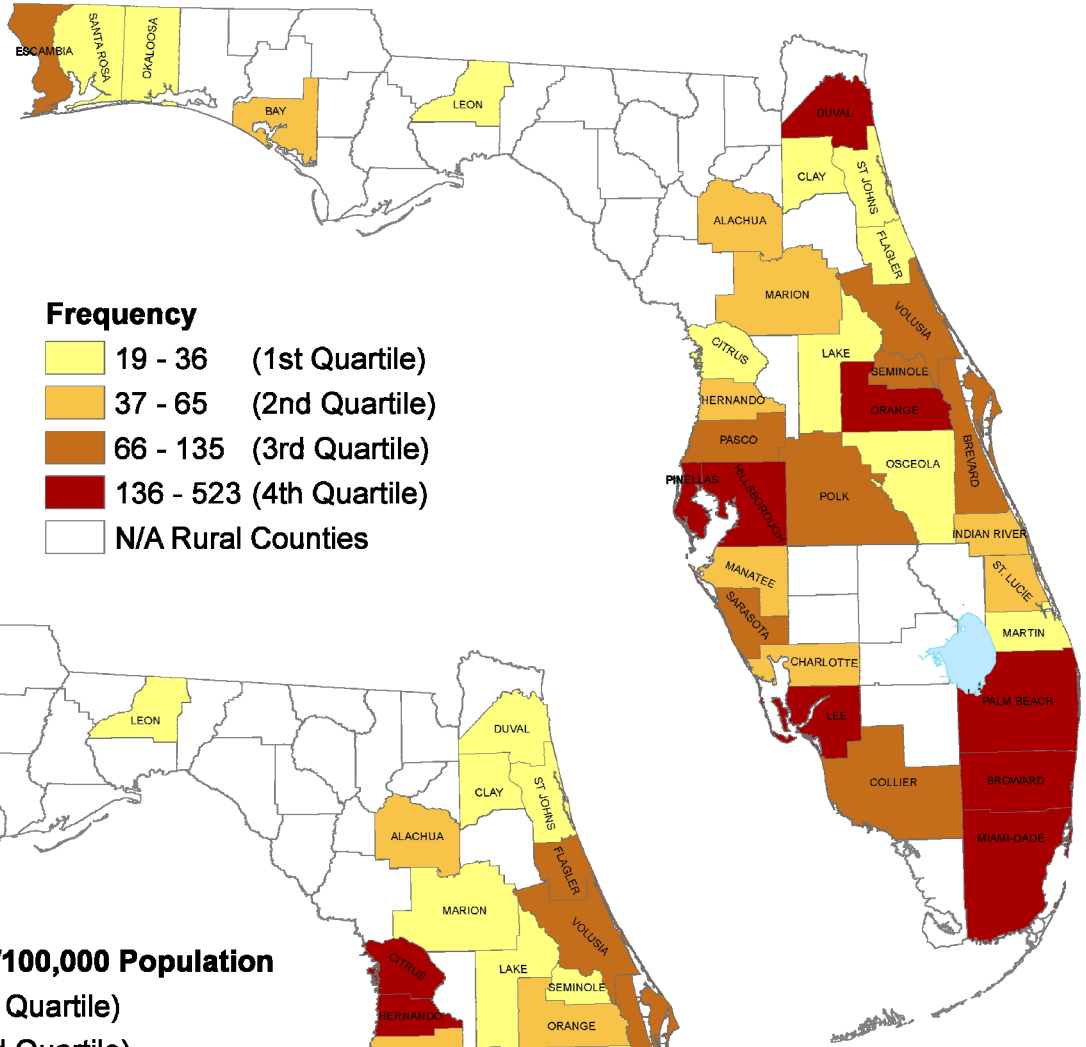 ESCAMBIA
SANTA ROSA
OKALOOSA
BAY
LEON
DUVAL
CLAY
ST JOHNS
ALACHUA
FLAGLER
MARION
VOLUSIA
CITRUS
LAKE
SEMINOLE
HERNANDO
ORANGE
PASCO
OSCEOLA
BREVARD
PINELLAS
HILLSBOROUGH
POLK
INDIAN RIVER
MANATEE
ST. LUCIE
SARASOTA
MARTIN
CHARLOTTE
PALM BEACH
LEE
COLLIER
BROWARD
MIAMI-DADE
Frequency
19 - 36 (1st Quartile)
37 - 65 (2nd Quartile)
66 - 135 (3rd Quartile)
136 - 523 (4th Quartile)
N/A Rural Counties
LEON
DUVAL
CLAY
ST JOHNS
ALACHUA
FLAGLER
MARION
VOLUSIA
CITRUS
LAKE
SEMINOLE
HERNANDO
ORANGE
/100,000 Population
Quartile)
Quartile)